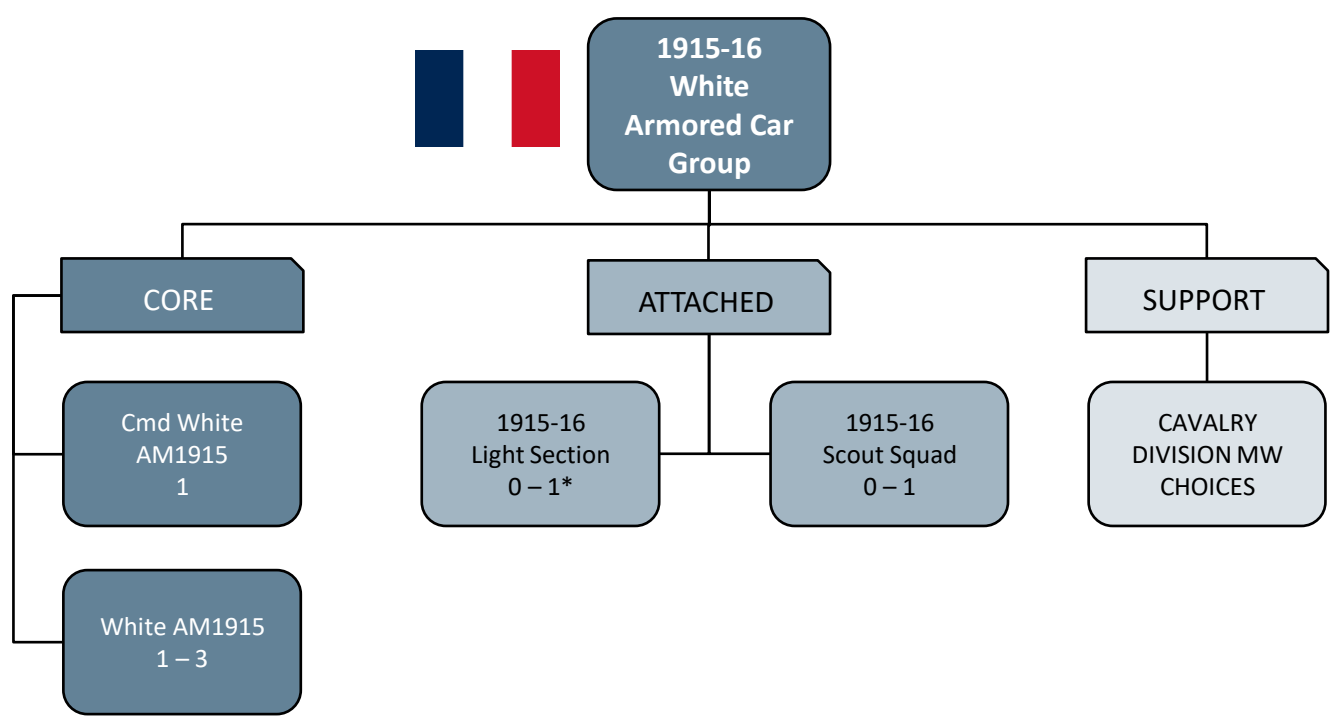 1915-16
White
Armored Car
Group
CORE
ATTACHED
SUPPORT
Cmd White
AM1915
1
1915-16
Light Section
0 – 1*
1915-16
Scout Squad
0 – 1
CAVALRY
DIVISION MW
CHOICES
White AM1915
1 – 3